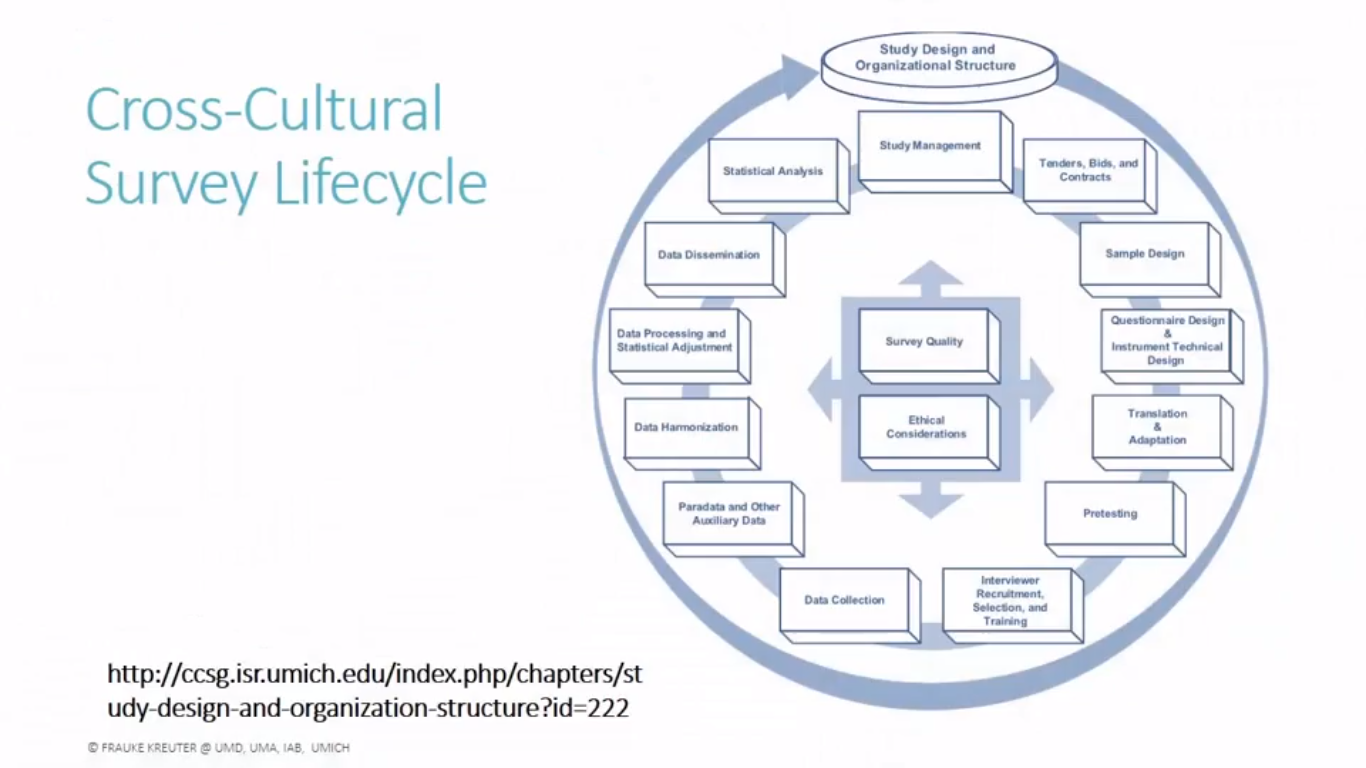 Cross-Cultural
Survey Lifecycle
Study Design and
Organizational Structure
Study Management
Tenders, Bids, and
Contracts
Sample Design
Questionnaire Design
&
Instrument Technical
Design
Translation
&
Adaptation
Pretesting
Interviewer
Recruitment,
Selection, and
Training
Data Collection
Paradata and Other
Auxiliary Data
Data Harmonization
Data Processing and
Statistical Adjustment
Data Dissemination
Statistical Analysis
Survey Quality
Ethical
Considerations
http://ccsg.isr.umich.edu/index.php/chapters/st
udy-design-and-organization-structure?id=222
© FRAUKE KREUTER @ UMD, UMA, IAB, UMICH